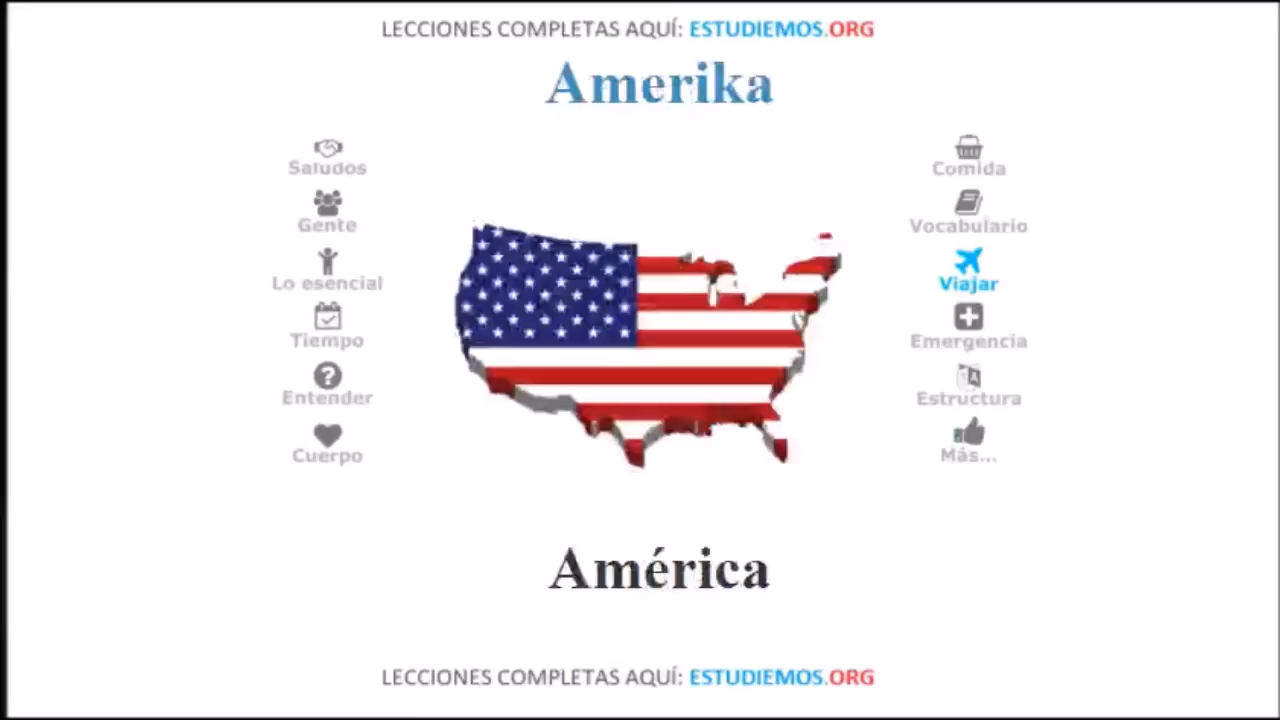 LECCIONES COMPLETAS AQUÍ: ESTUDIEMOS.ORG
Amerika
Saludos
Gente
Lo esencial
Tiempo
Entender
Cuerpo
Comida
Vocabulario
Viajar
Emergencia
Estructura
Más...
América
LECCIONES COMPLETAS AQUÍ: ESTUDIEMOS.ORG